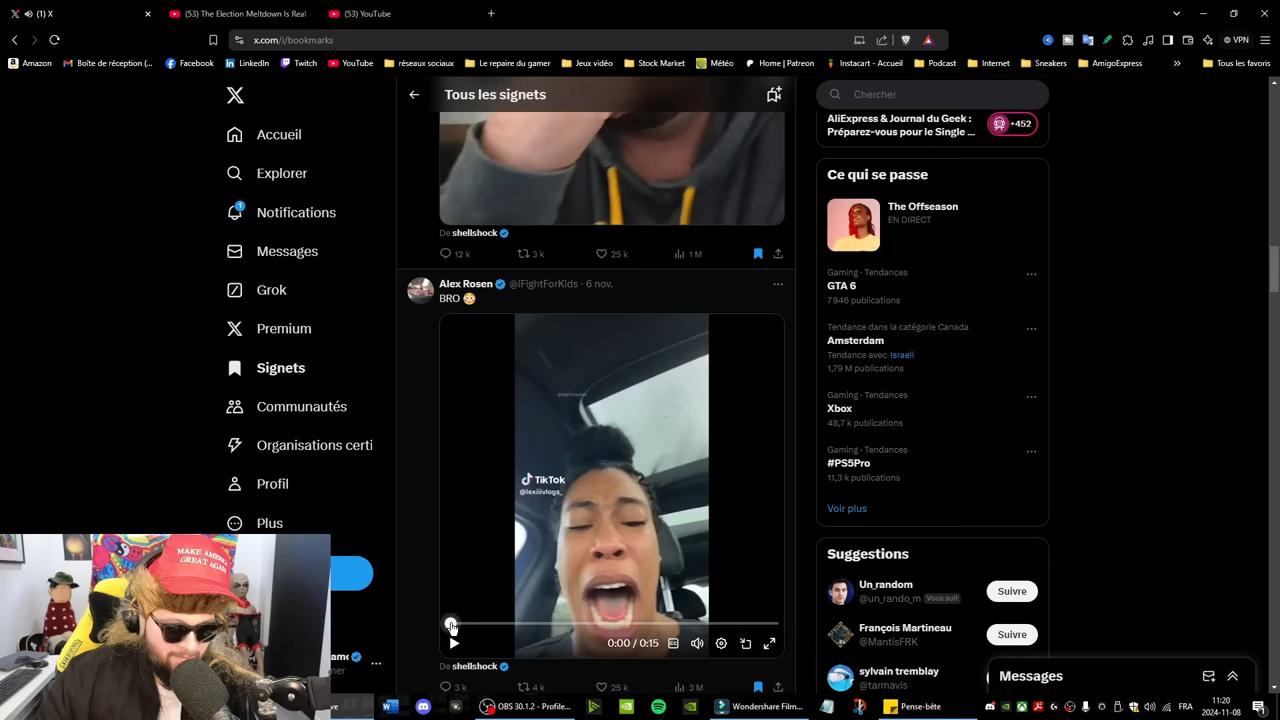 (1) X
(53) The Election Meltdown Is Real
(53) YouTube
x.com/i/bookmarks
VPN
Amazon
Boîte de réception (...
Facebook
LinkedIn
Twitch
YouTube
réseaux sociaux
Le repaire du gamer
Jeux vidéo
Stock Market
Météo
Home | Patreon
Instacart - Accueil
Podcast
Internet
Sneakers
AmigoExpress
Tous les favoris
Accueil
Explorer
1
Notifications
Messages
Grok
Premium
Signets
Communautés
Organisations certi
Profil
Plus
Tous les signets
De shellshock
12 k
3 k
25 k
1 M
Alex Rosen @iFightForKids · 6 nov.
BRO
TikTok
@lexiiivlogs_
0:00 / 0:15
De shellshock
3 k
4 k
25 k
3 M
Chercher
AliExpress & Journal du Geek :
Préparez-vous pour le Single ...
+452
Ce qui se passe
The Offseason
EN DIRECT
Gaming · Tendances
GTA 6
7 946 publications
Tendance dans la catégorie Canada
Amsterdam
Tendance avec Israeli
1,79 M publications
Gaming · Tendances
Xbox
48,7 k publications
Gaming · Tendances
#PS5Pro
11,3 k publications
Voir plus
Suggestions
Un_random
@un_rando_m Vous suit
Suivre
François Martineau
@MantisFRK
Suivre
sylvain tremblay
@tarmavis
Messages
MAKE AMERICA
GREAT AGAIN
OBS 30.1.2 - Profile...
Wondershare Film...
Pense-bête
FRA
11:20
2024-11-08